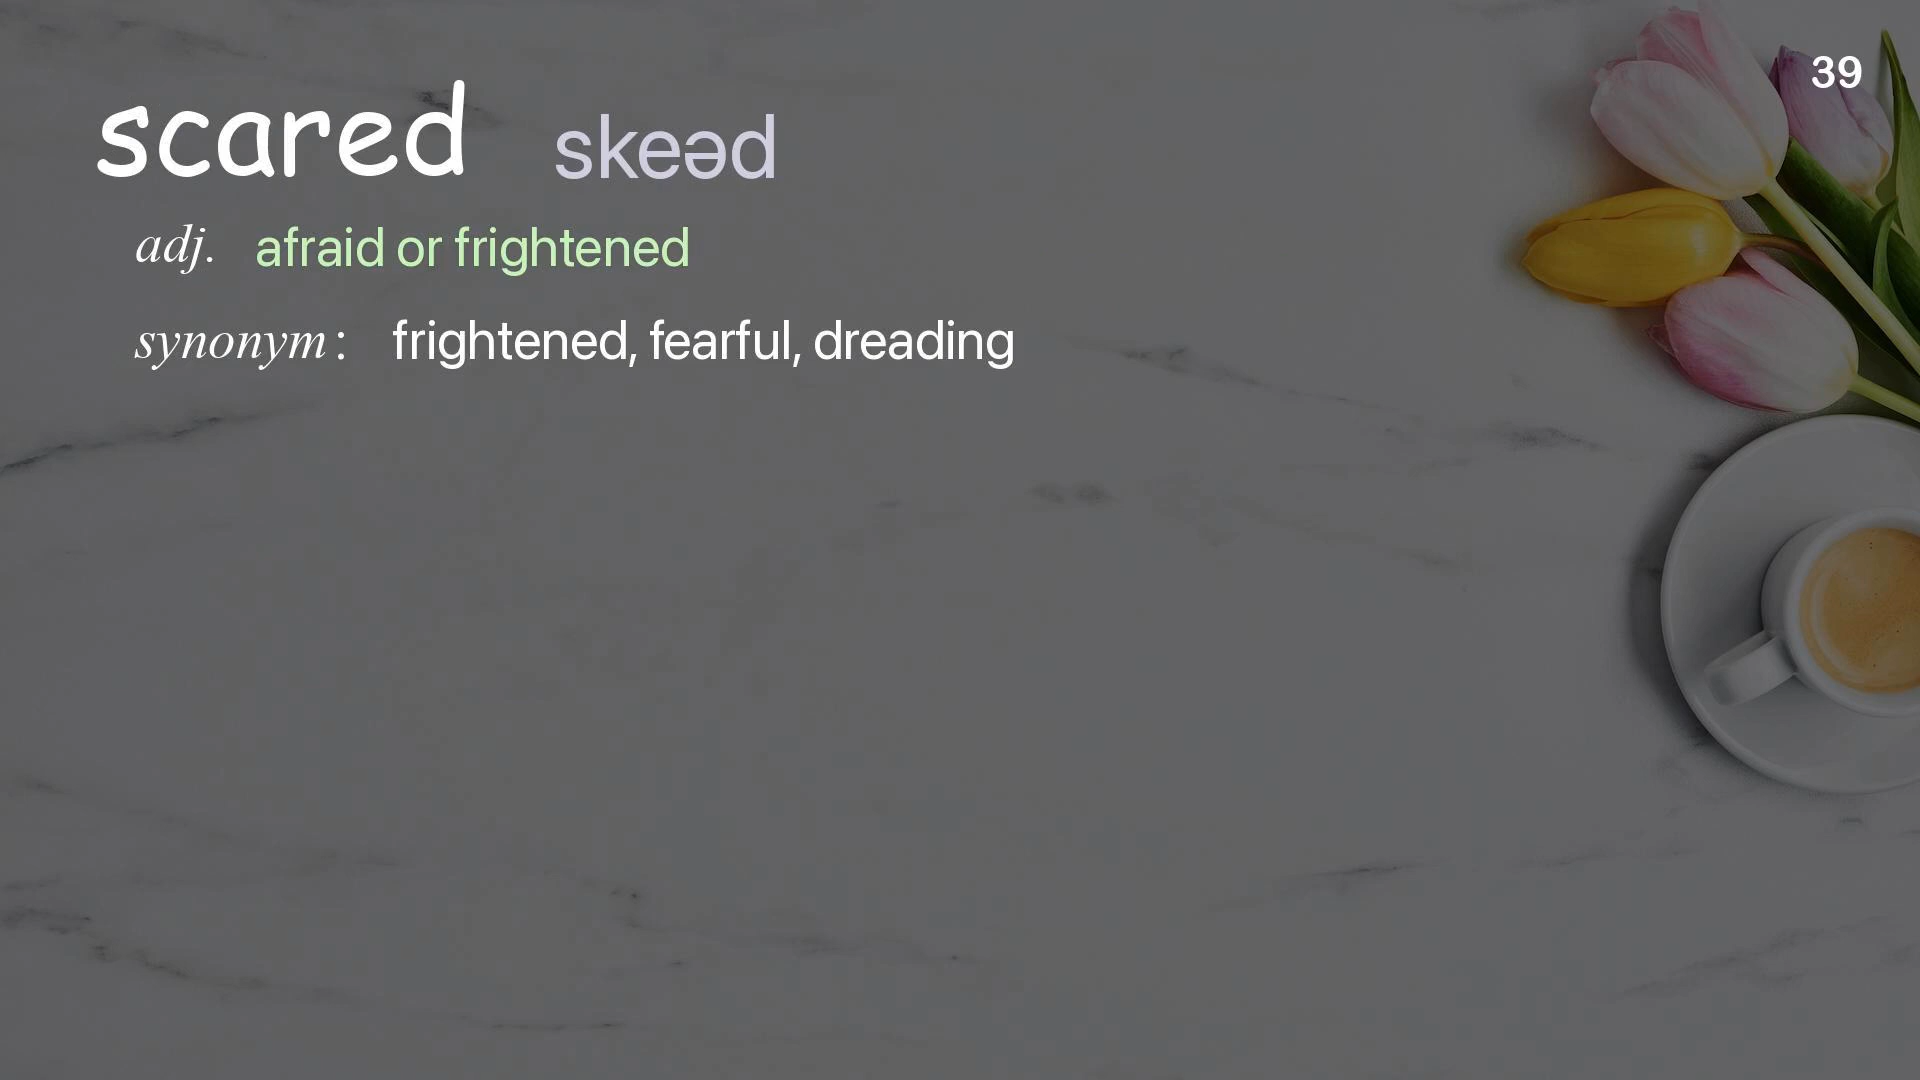 39
scared skeəd
adj. afraid or frightened
synonym: frightened, fearful, dreading